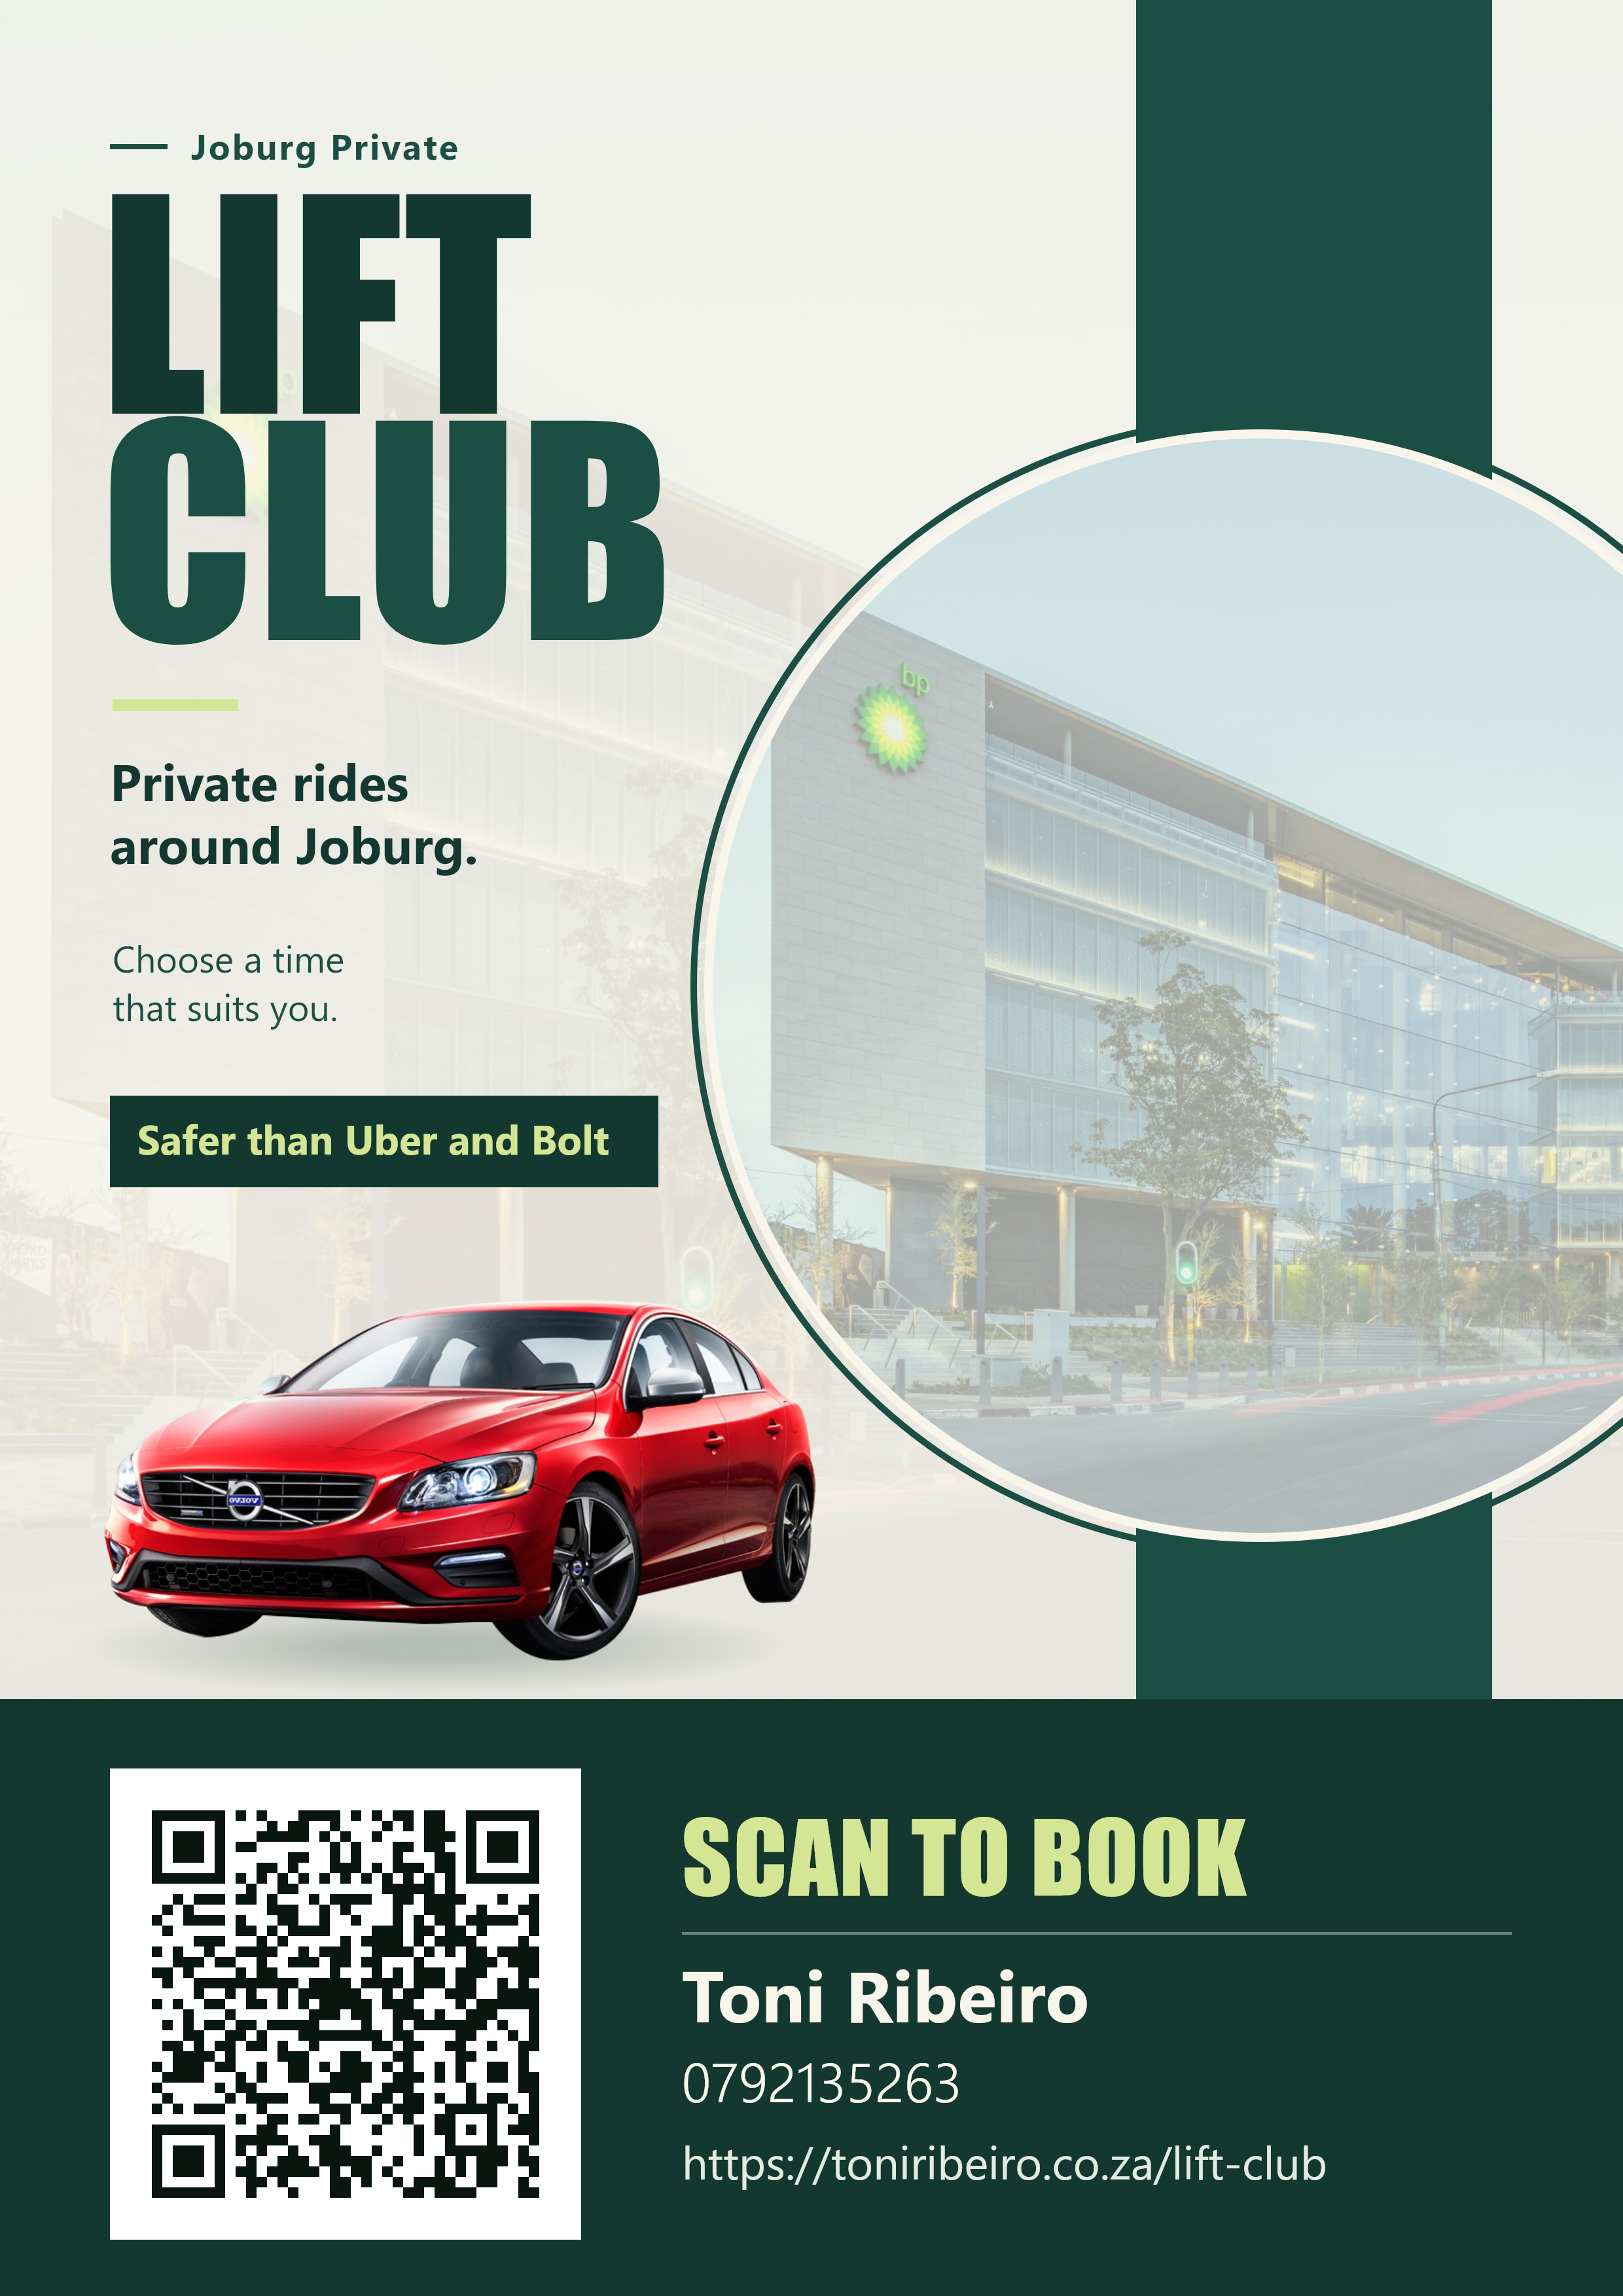 Joburg Private
LIFT
CLUB
bp
Private rides
around Joburg.
Choose a time
that suits you.
Safer than Uber and Bolt
SCAN TO BOOK
Toni Ribeiro
0792135263
https://toniribeiro.co.za/lift-club